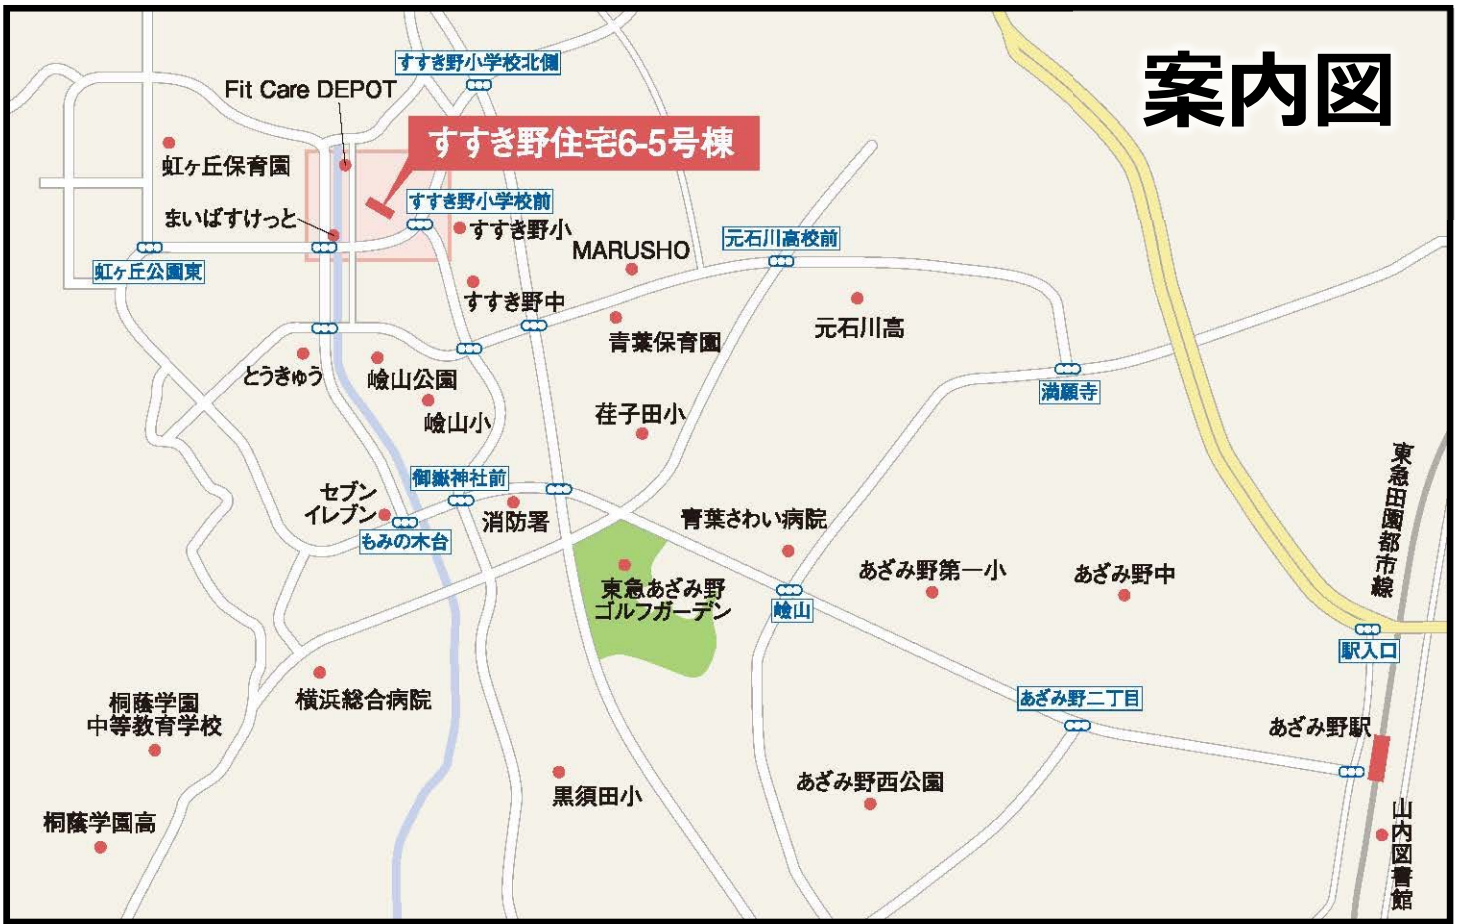 案内図
すすき野小学校北側
Fit Care DEPOT
すすき野住宅6-5号棟
虹ヶ丘保育園
すすき野小学校前
まいばすけっと
すすき野小
元石川高校前
MARUSHO
虹ヶ丘公園東
すすき野中
元石川高
青葉保育園
とうきゅう
嶮山公園
満願寺
荏子田小
嶮山小
東急田園都市線
御嶽神社前
セブン
イレブン
消防署
青葉さわい病院
もみの木台
あざみ野第一小
あざみ野中
東急あざみ野
ゴルフガーデン
嶮山
駅入口
横浜総合病院
桐蔭学園
中等教育学校
あざみ野二丁目
あざみ野駅
あざみ野西公園
黒須田小
桐蔭学園高
山内図書館